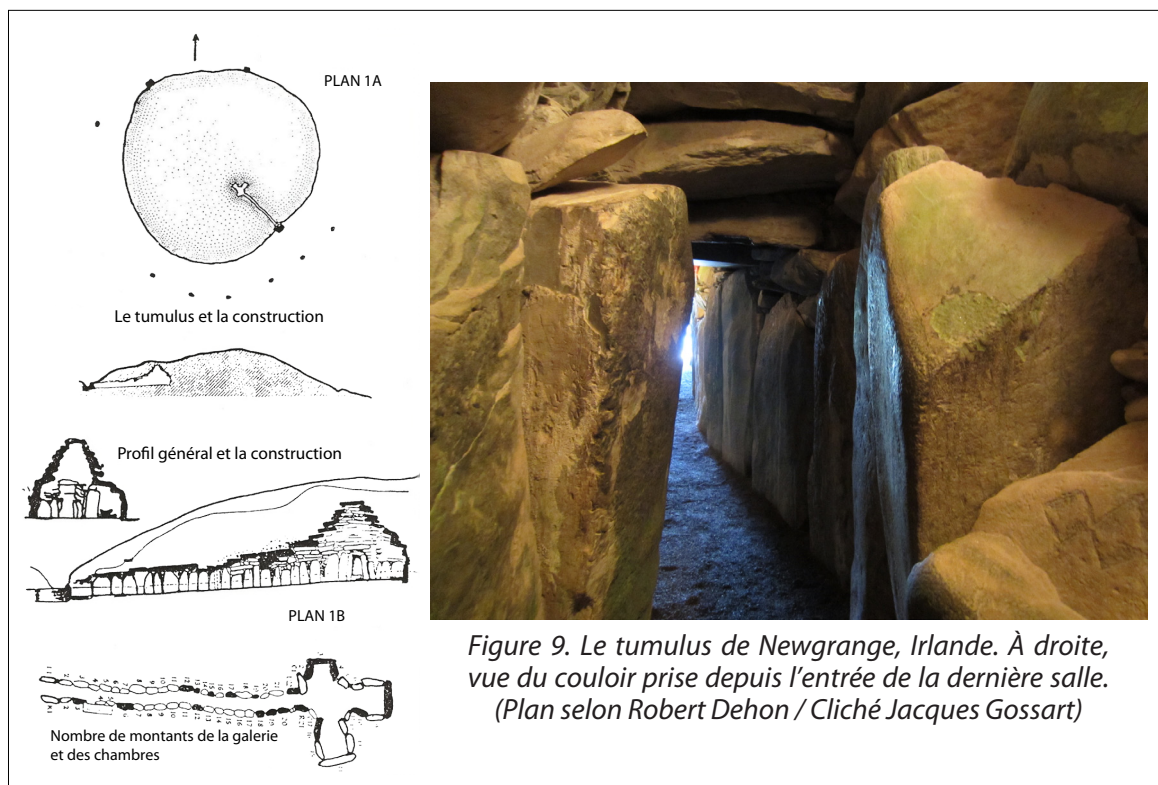 PLAN 1A
Le tumulus et la construction
Profil général et la construction
PLAN 1B
Nombre de montants de la galerie
et des chambres
Figure 9. Le tumulus de Newgrange, Irlande. À droite,
vue du couloir prise depuis l’entrée de la dernière salle.
(Plan selon Robert Dehon / Cliché Jacques Gossart)